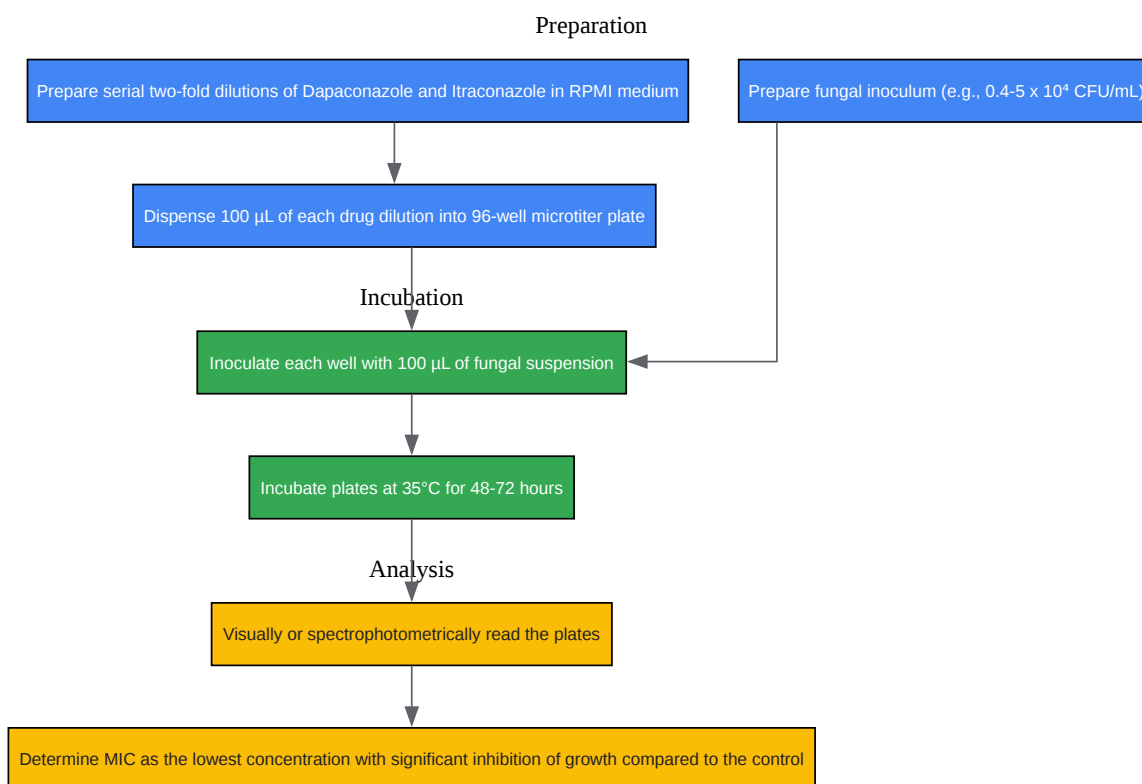 Preparation
Prepare serial two-fold dilutions of Dapaconazole and Itraconazole in RPMI medium
Prepare fungal inoculum (e.g., 0.4-5 x 10⁴ CFU/mL)
Dispense 100 µL of each drug dilution into 96-well microtiter plate
Incubation
Inoculate each well with 100 µL of fungal suspension
Incubate plates at 35°C for 48-72 hours
Analysis
Visually or spectrophotometrically read the plates
Determine MIC as the lowest concentration with significant inhibition of growth compared to the control